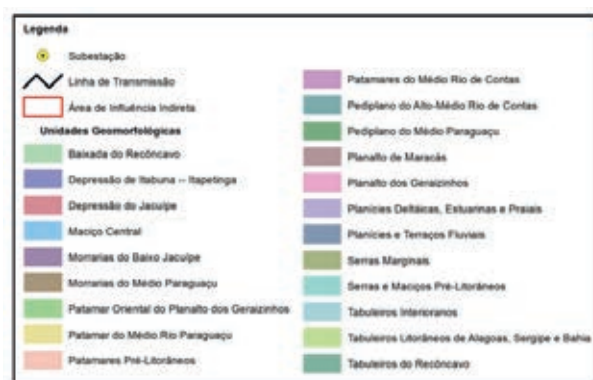 Legenda
Subestação
Linha de Transmissão
Área de Influência Indireta
Unidades Geomorfológicas
Baixada do Recôncavo
Depressão de Itabuna -- Itapetinga
Depressão do Jacuípe
Maciço Central
Morrarias do Baixo Jacuípe
Morrarias do Médio Paraguaçu
Patamar Oriental do Planalto dos Geraizinhos
Patamar do Médio Rio Paraguaçu
Patamares Pré-Litorâneos
Patamares do Médio Rio de Contas
Pediplano do Alto-Médio Rio de Contas
Pediplano do Médio Paraguaçu
Planalto de Maracás
Planalto dos Geraizinhos
Planícies Deltáicas, Estuarinas e Praiais
Planícies e Terraços Fluviais
Serras Marginais
Serras e Maciços Pré-Litorâneos
Tabuleiros Interioranos
Tabuleiros Litorâneos de Alagoas, Sergipe e Bahia
Tabuleiros do Recôncavo